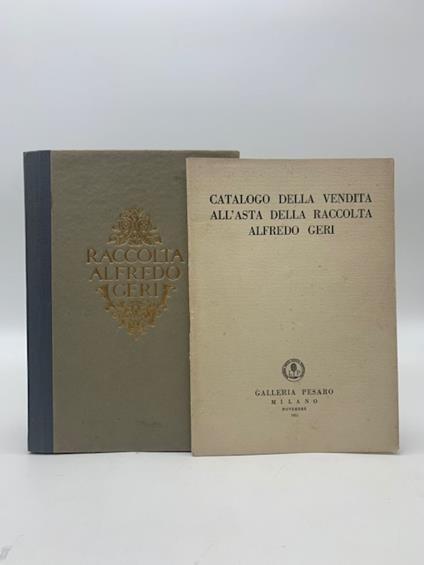 RACCOLTA
ALFREDO
GERI
CATALOGO DELLA VENDITA
ALL'ASTA DELLA RACCOLTA
ALFREDO GERI
GALLERIA PESARO
MILANO
NOVEMBRE